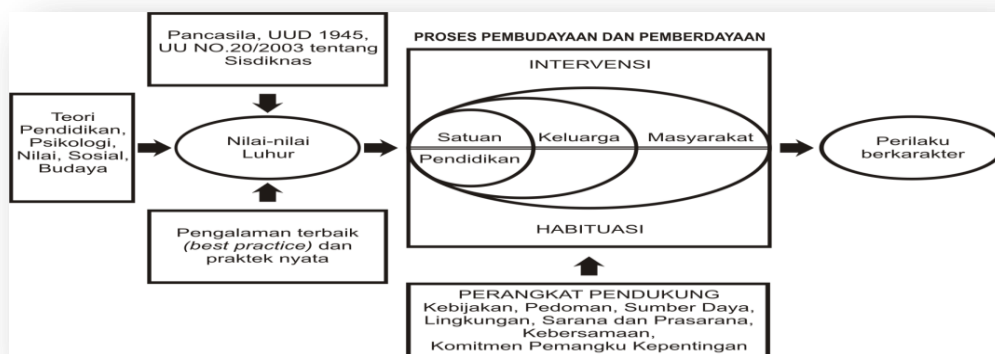 Pancasila, UUD 1945,
UU NO.20/2003 tentang
Sisdiknas
PROSES PEMBUDAYAAN DAN PEMBERDAYAAN
INTERVENSI
Teori
Pendidikan,
Psikologi,
Nilai, Sosial,
Budaya
Nilai-nilai
Luhur
Satuan
Pendidikan
Keluarga
Masyarakat
Perilaku
berkarakter
Pengalaman terbaik
(best practice) dan
praktek nyata
HABITUASI
PERANGKAT PENDUKUNG
Kebijakan, Pedoman, Sumber Daya,
Lingkungan, Sarana dan Prasarana,
Kebersamaan,
Komitmen Pemangku Kepentingan